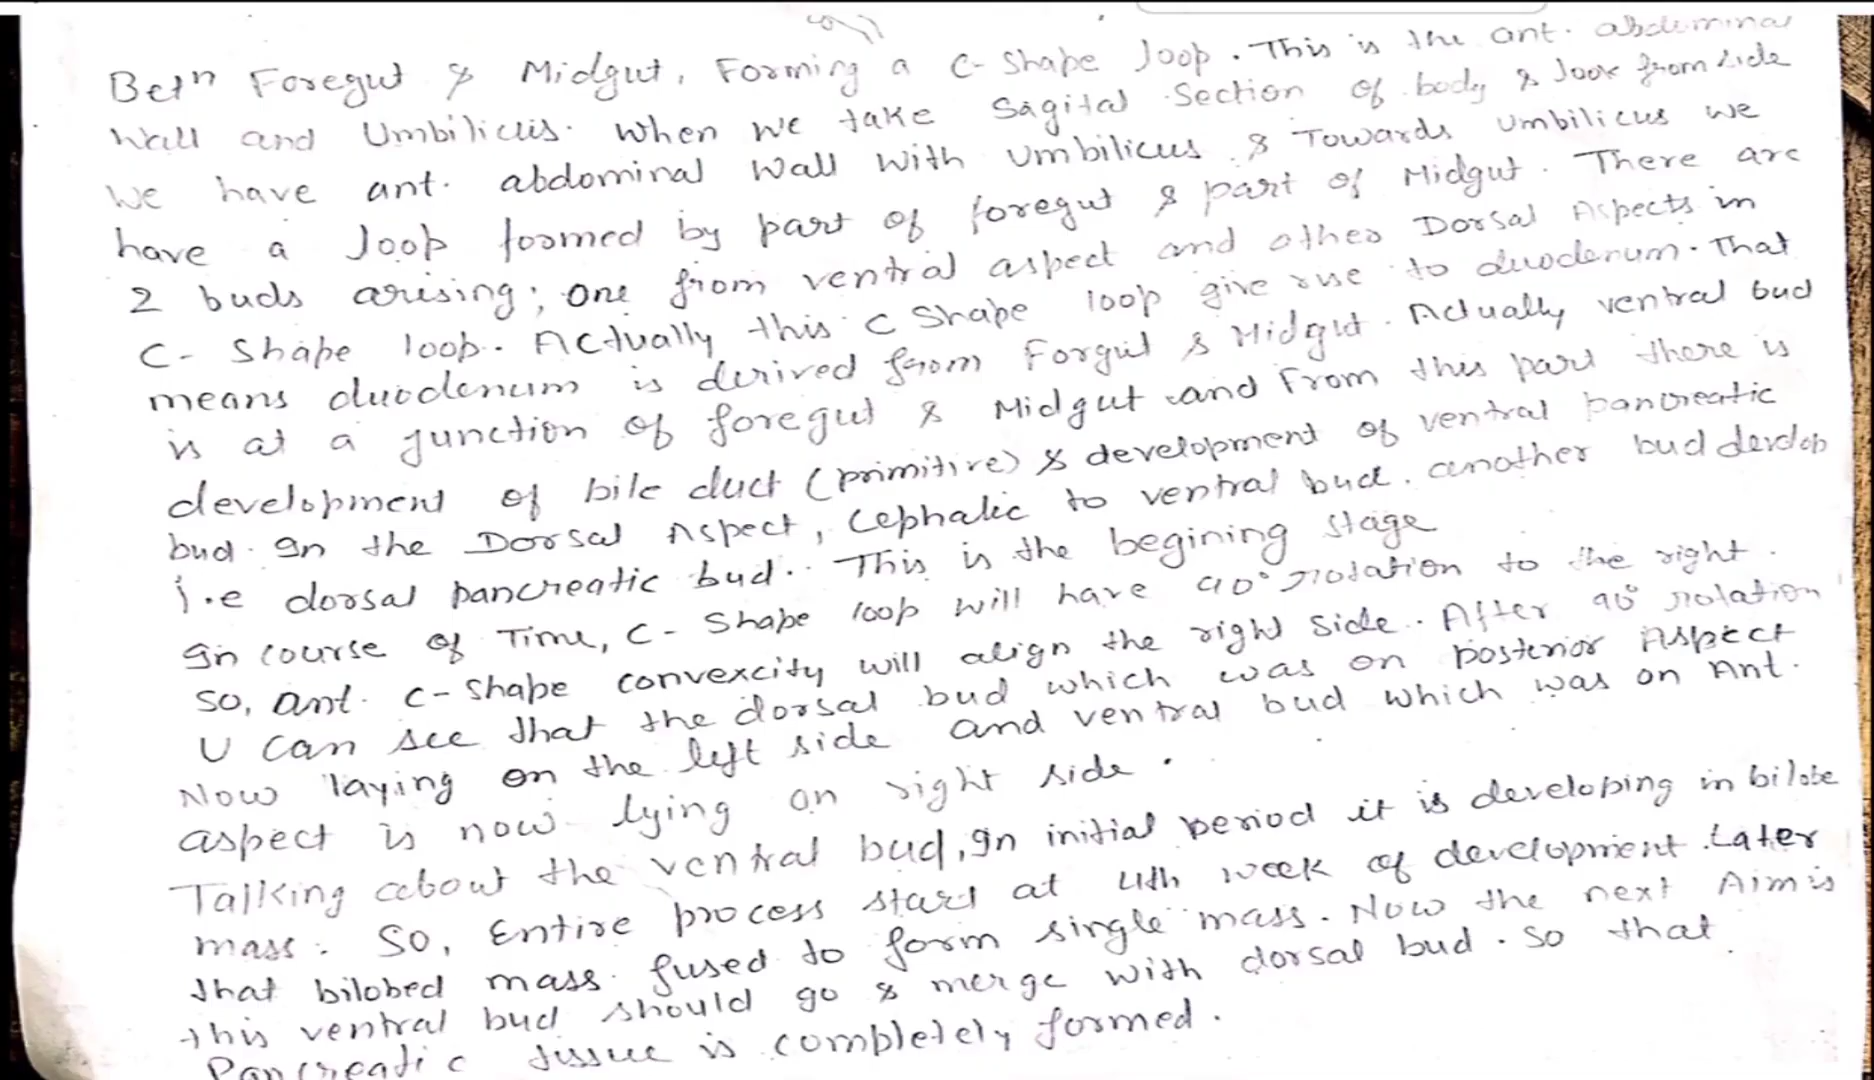 Betn Foregut & Midgut, Forming a C-Shape loop. This is the ant. abdominal
wall and Umbilicus. When we take Sagital Section of body & look from side
We have ant. abdominal wall with umbilicus & Towards umbilicus we
have a loop formed by part of foregut & part of Midgut. There are
2 buds arising; one from ventral aspect and other Dorsal Aspects in
C- Shape loop. Actually this C Shape loop give rise to duodenum. That
means duodenum is derived from Forgut & Midgut. Actually ventral bud
is at a junction of foregut & Midgut and From this part there is
development of bile duct (primitive) & development of ventral pancreatic
bud. In the Dorsal Aspect, Cephalic to ventral bud. another bud develop
i.e dorsal pancreatic bud.. This is the begining stage
In course of Time, C- Shape loop will have 90° rotation to the right.
So, ant. C-Shape convexcity will align the right side. After 90° rotation
U can see that the dorsal bud which was on posterior Aspect
Now laying on the left side and ventral bud which was on Ant.
aspect is now lying on right side.
Talking about the ventral bud, In initial period it is developing in bilobe
mass. So, Entire process start at 4th week of development. Later
that bilobed mass fused to form single mass. Now the next Aim is
this ventral bud should go & merge with dorsal bud. So that
Pancreatic tissue is completely formed.